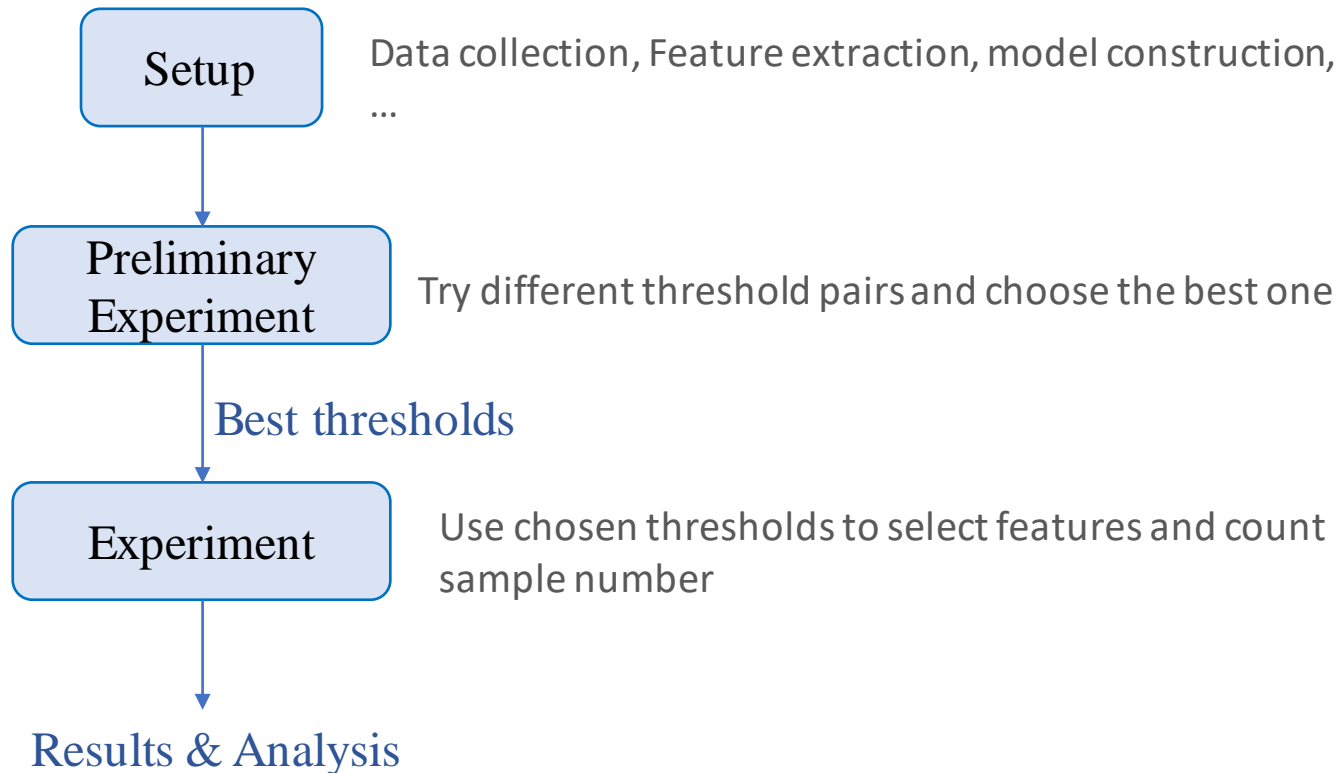 Setup
Data collection, Feature extraction, model construction,
...
Preliminary
Experiment
Try different threshold pairs and choose the best one
Best thresholds
Experiment
Use chosen thresholds to select features and count
sample number
Results & Analysis